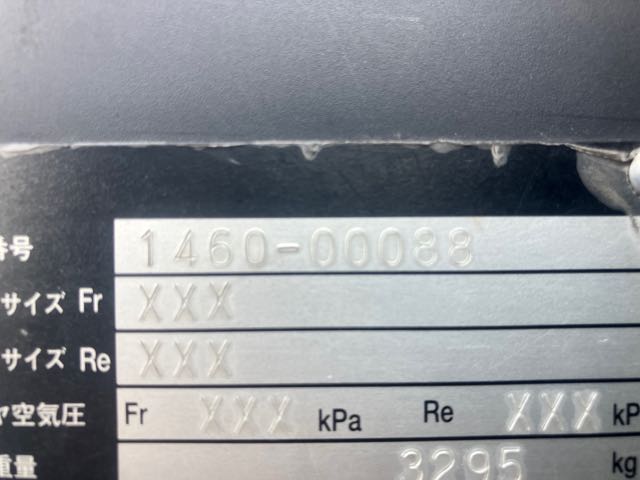 番号 1460-00088
サイズ Fr XXX
サイズ Re XXX
ヤ空気圧 Fr XXX kPa Re XXX kP
重量 3295 kg